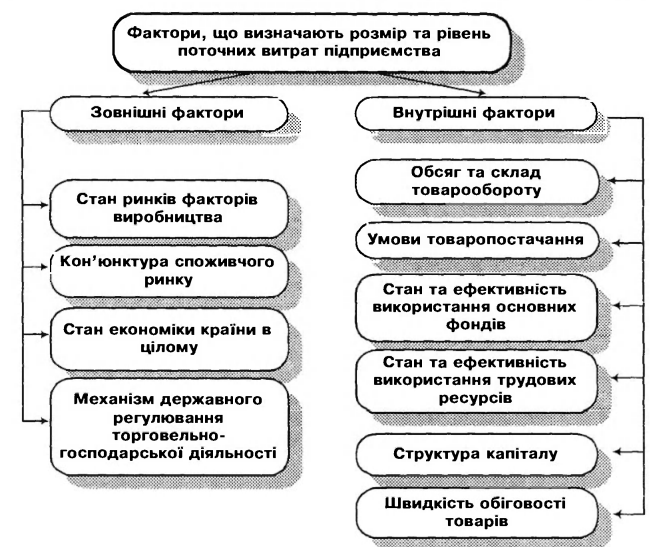 Фактори, що визначають розмір та рівень
поточних витрат підприємства
Зовнішні фактори
Стан ринків факторів
виробництва
Кон’юнктура споживчого
ринку
Стан економіки країни в
цілому
Механізм державного
регулювання
торговельно-
господарської діяльності
Внутрішні фактори
Обсяг та склад
товарообороту
Умови товаропостачання
Стан та ефективність
використання основних
фондів
Стан та ефективність
використання трудових
ресурсів
Структура капіталу
Швидкість обіговості
товарів